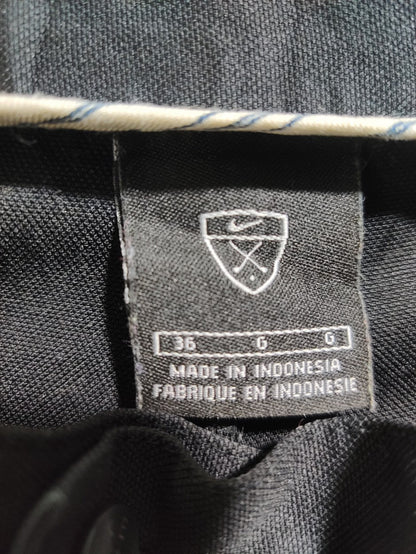 36 G G
MADE IN INDONESIA
FABRIQUE EN INDONESIE